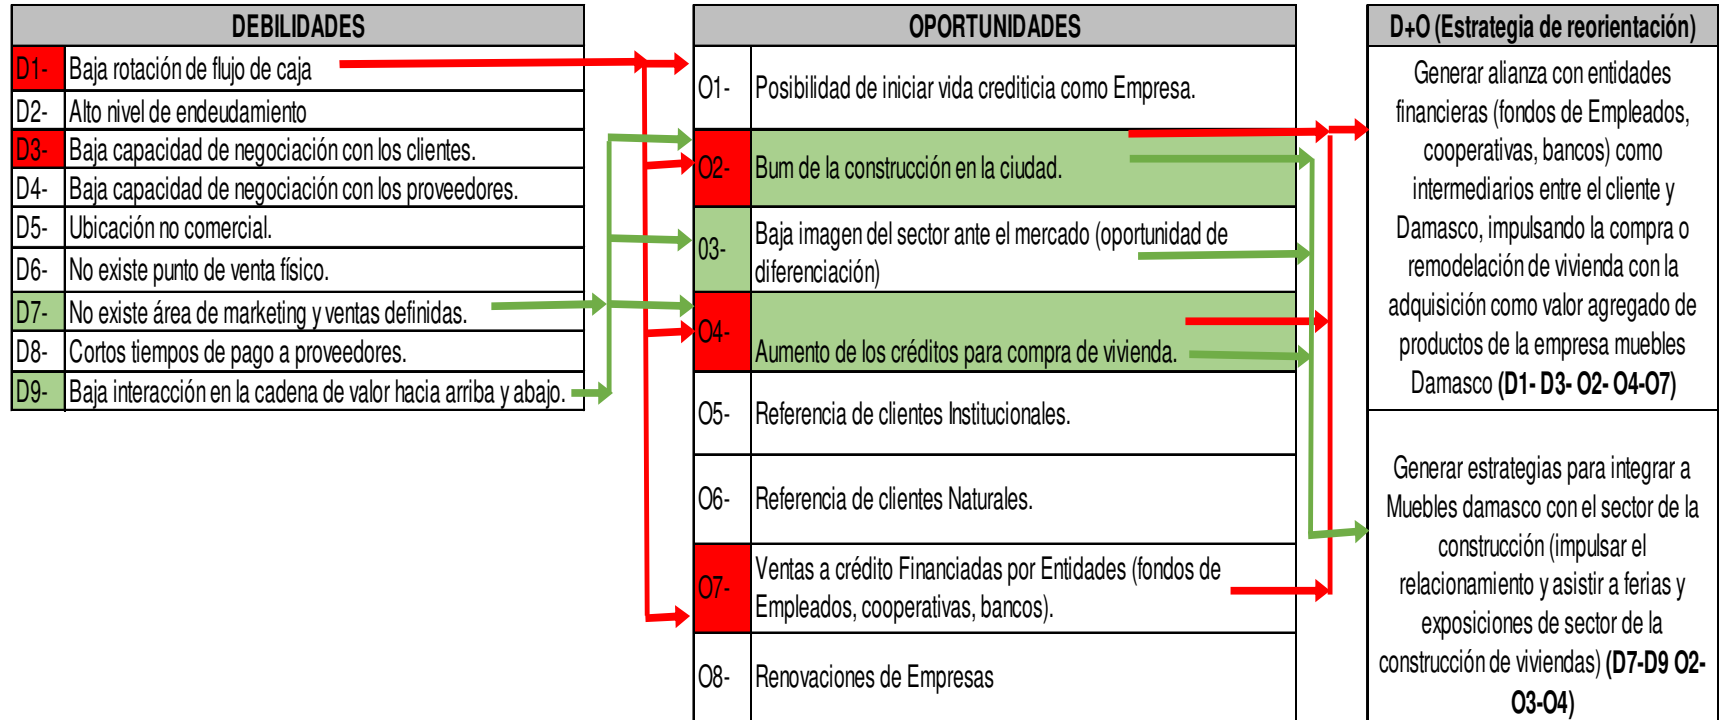 DEBILIDADES
D1- Baja rotación de flujo de caja
D2- Alto nivel de endeudamiento
D3- Baja capacidad de negociación con los clientes.
D4- Baja capacidad de negociación con los proveedores.
D5- Ubicación no comercial.
D6- No existe punto de venta físico.
D7- No existe área de marketing y ventas definidas.
D8- Cortos tiempos de pago a proveedores.
D9- Baja interacción en la cadena de valor hacia arriba y abajo.
OPORTUNIDADES
O1- Posibilidad de iniciar vida crediticia como Empresa.
O2- Bum de la construcción en la ciudad.
03- Baja imagen del sector ante el mercado (oportunidad de
diferenciación)
O4- Aumento de los créditos para compra de vivienda.
O5- Referencia de clientes Institucionales.
O6- Referencia de clientes Naturales.
O7- Ventas a crédito Financiadas por Entidades (fondos de
Empleados, cooperativas, bancos).
O8- Renovaciones de Empresas
D+O (Estrategia de reorientación)
Generar alianza con entidades
financieras (fondos de Empleados,
cooperativas, bancos) como
intermediarios entre el cliente y
Damasco, impulsando la compra o
remodelación de vivienda con la
adquisición como valor agregado de
productos de la empresa muebles
Damasco (D1- D3- O2- O4-O7)
Generar estrategias para integrar a
Muebles damasco con el sector de la
construcción (impulsar el
relacionamiento y asistir a ferias y
exposiciones de sector de la
construcción de viviendas) (D7-D9 O2-
O3-O4)